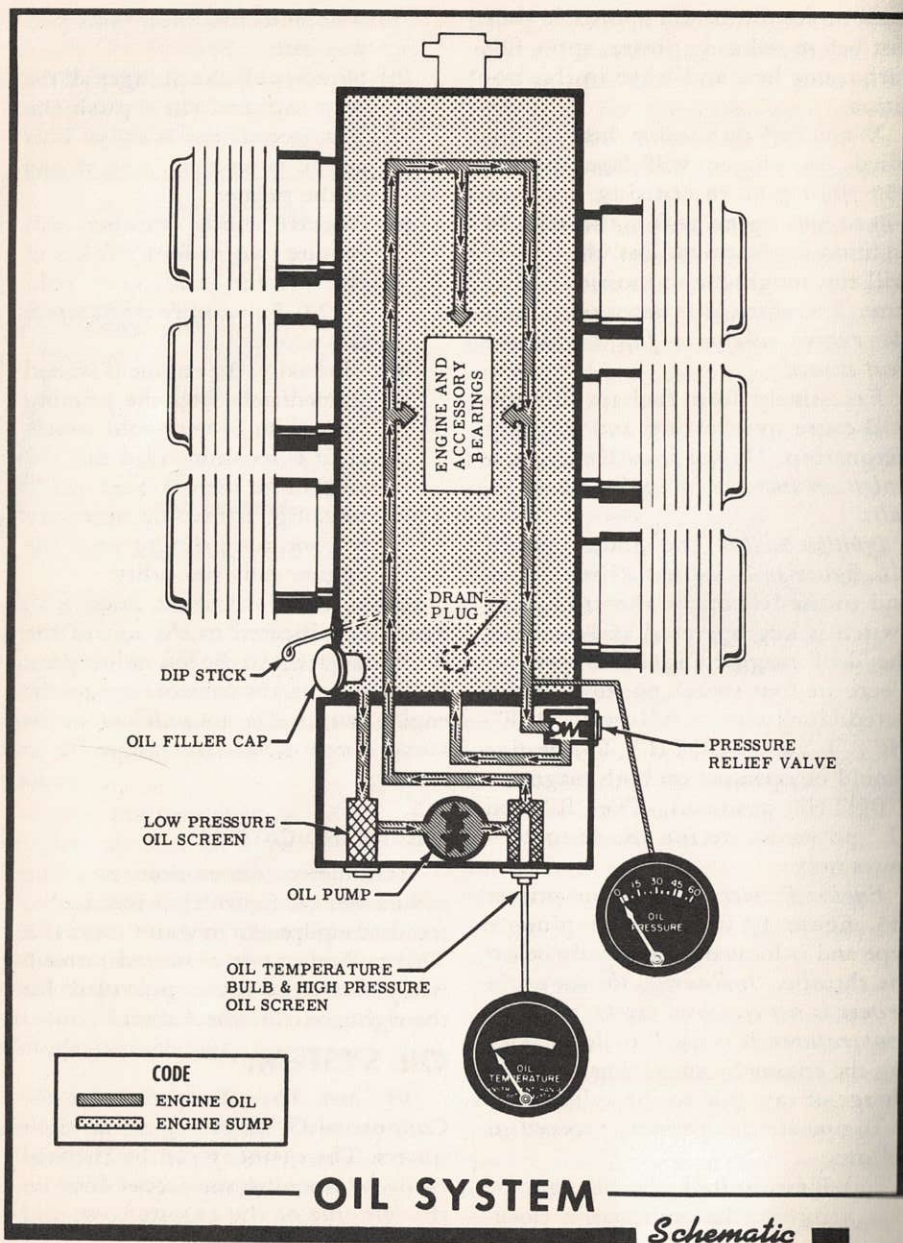 ENGINE AND
ACCESSORY
BEARINGS
DRAIN
PLUG
DIP STICK
OIL FILLER CAP
PRESSURE
RELIEF VALVE
LOW PRESSURE
OIL SCREEN
OIL PUMP
0 15 30 45 60
OIL
PRESSURE
OIL TEMPERATURE
BULB & HIGH PRESSURE
OIL SCREEN
OIL
TEMPERATURE
CODE
ENGINE OIL
ENGINE SUMP
OIL SYSTEM
Schematic